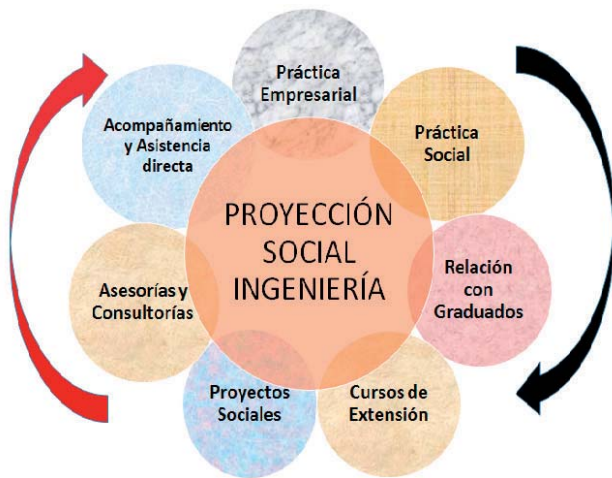 Práctica
Empresarial
Práctica
Social
Relación
con
Graduados
Cursos de
Extensión
Proyectos
Sociales
Asesorías y
Consultorías
Acompañamiento
y Asistencia
directa
PROYECCIÓN
SOCIAL
INGENIERÍA